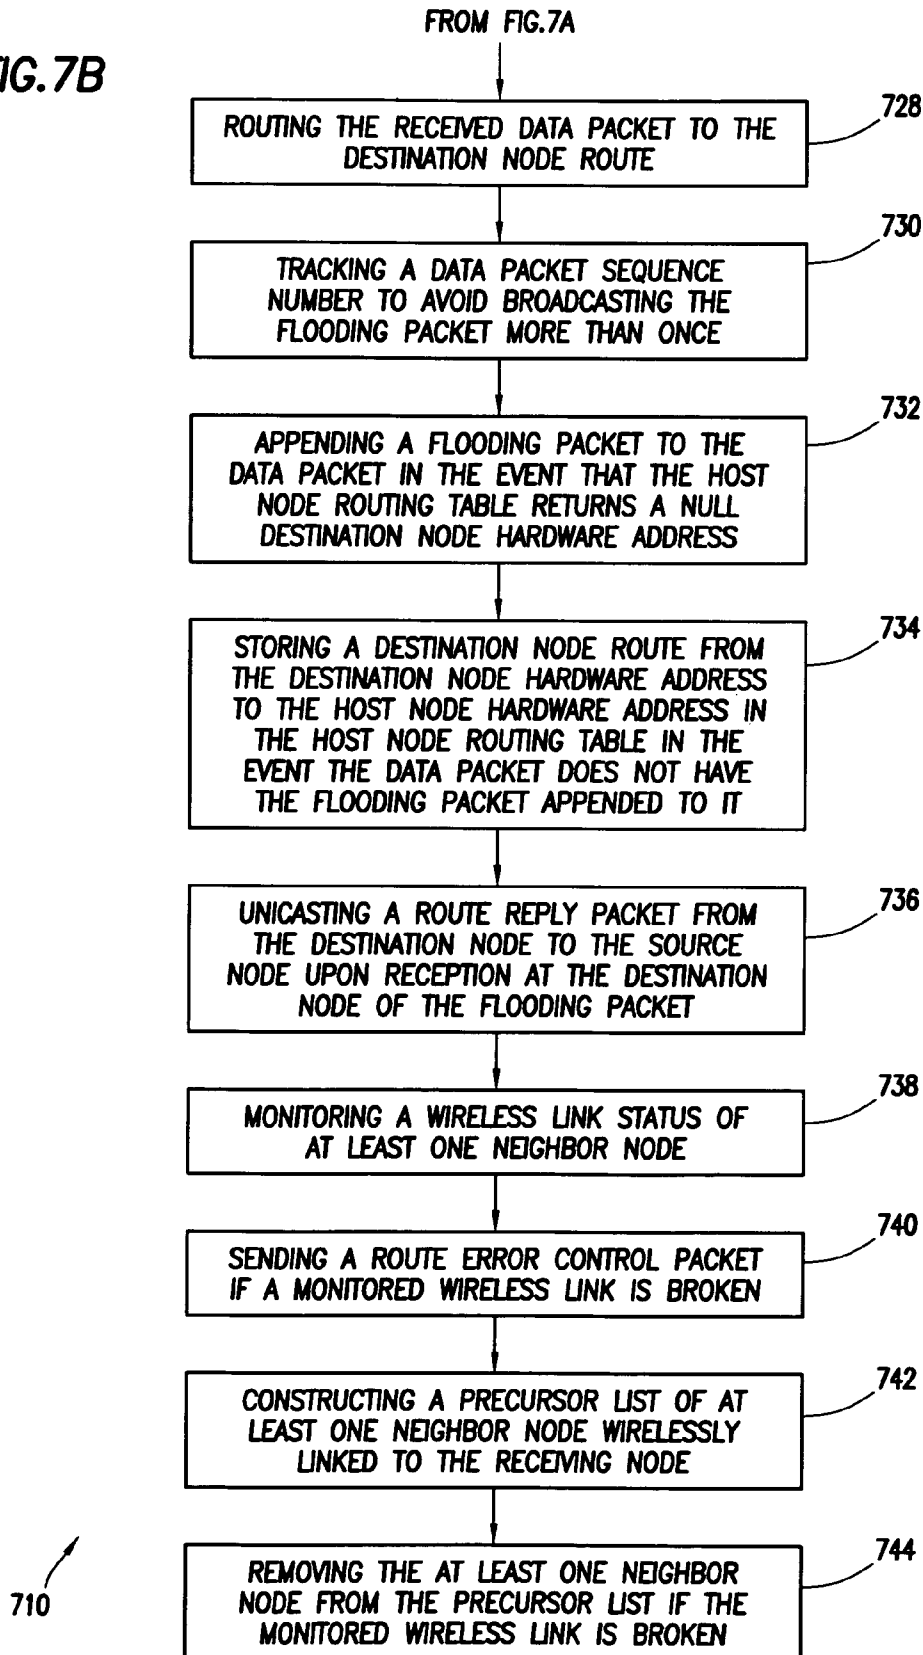 FROM FIG.7A
IG.7B
728
ROUTING THE RECEIVED DATA PACKET TO THE
DESTINATION NODE ROUTE
730
TRACKING A DATA PACKET SEQUENCE
NUMBER TO AVOID BROADCASTING THE
FLOODING PACKET MORE THAN ONCE
732
APPENDING A FLOODING PACKET TO THE
DATA PACKET IN THE EVENT THAT THE HOST
NODE ROUTING TABLE RETURNS A NULL
DESTINATION NODE HARDWARE ADDRESS
734
STORING A DESTINATION NODE ROUTE FROM
THE DESTINATION NODE HARDWARE ADDRESS
TO THE HOST NODE HARDWARE ADDRESS IN
THE HOST NODE ROUTING TABLE IN THE
EVENT THE DATA PACKET DOES NOT HAVE
THE FLOODING PACKET APPENDED TO IT
736
UNICASTING A ROUTE REPLY PACKET FROM
THE DESTINATION NODE TO THE SOURCE
NODE UPON RECEPTION AT THE DESTINATION
NODE OF THE FLOODING PACKET
738
MONITORING A WIRELESS LINK STATUS OF
AT LEAST ONE NEIGHBOR NODE
740
SENDING A ROUTE ERROR CONTROL PACKET
IF A MONITORED WIRELESS LINK IS BROKEN
742
CONSTRUCTING A PRECURSOR LIST OF AT
LEAST ONE NEIGHBOR NODE WIRELESSLY
LINKED TO THE RECEIVING NODE
744
REMOVING THE AT LEAST ONE NEIGHBOR
NODE FROM THE PRECURSOR LIST IF THE
MONITORED WIRELESS LINK IS BROKEN
710